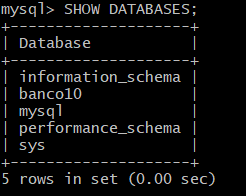 mysql> SHOW DATABASES;
+--------------------+
| Database           |
+--------------------+
| information_schema |
| banco10            |
| mysql              |
| performance_schema |
| sys                |
+--------------------+
5 rows in set (0.00 sec)